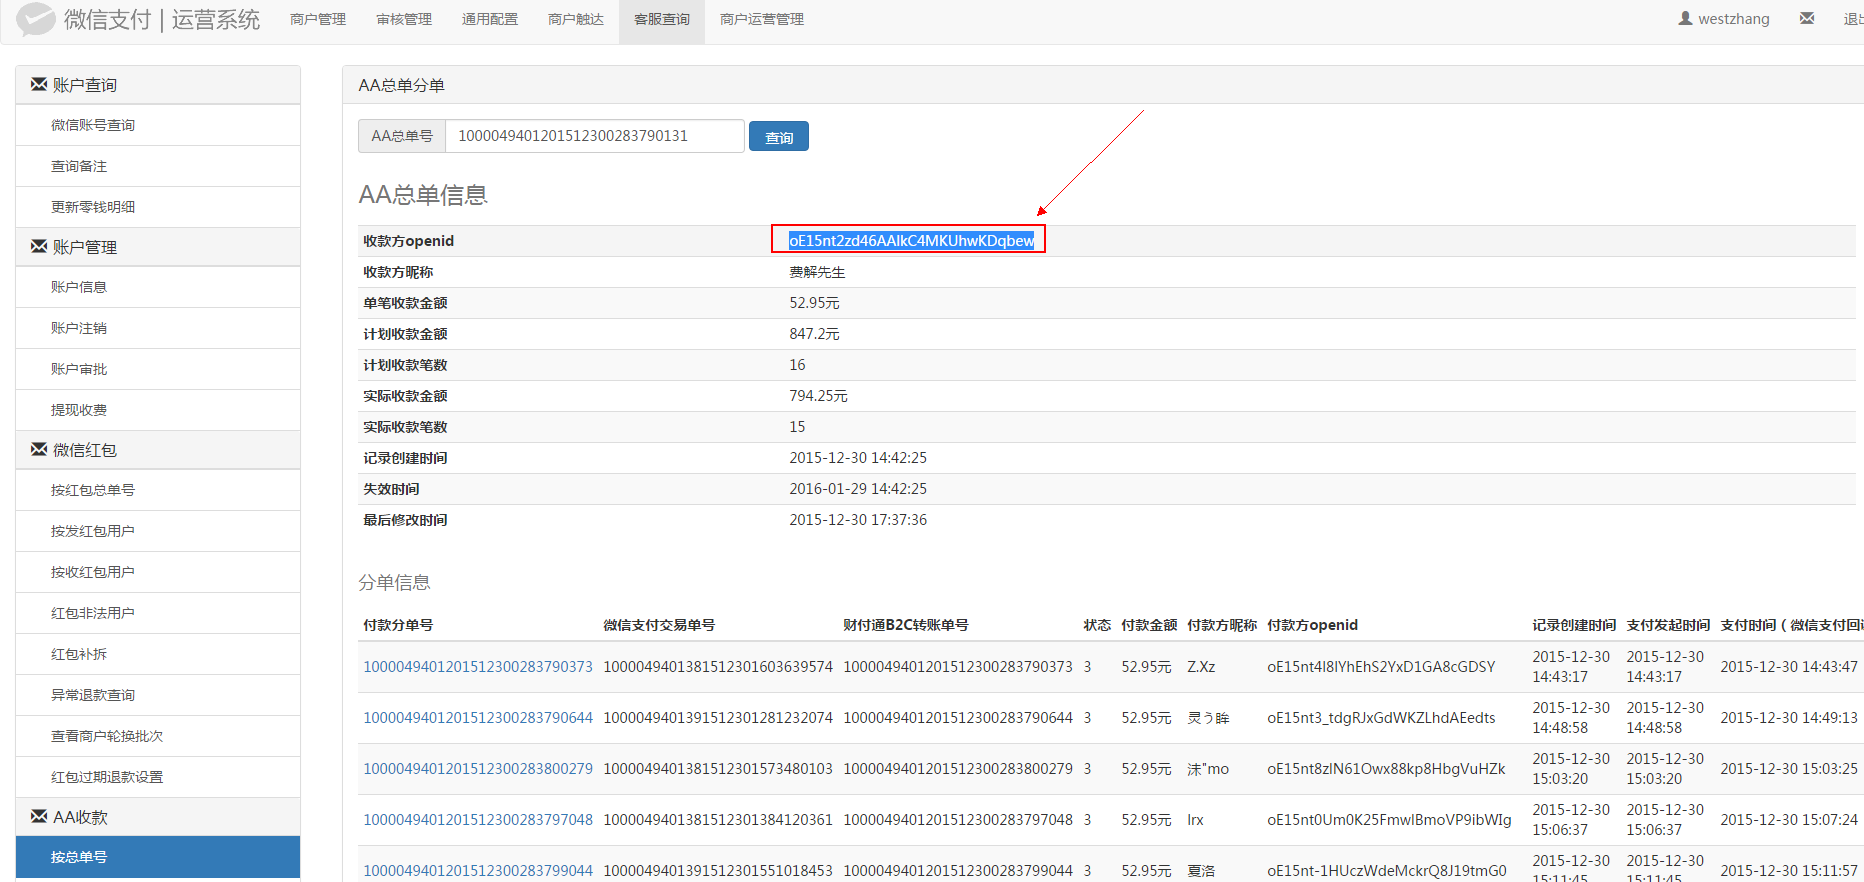 微信支付 | 运营系统 商户管理 审核管理 通用配置 商户触达 客服查询 商户运营管理 westzhang 退出
账户查询
微信账号查询
查询备注
更新零钱明细
账户管理
账户信息
账户注销
账户审批
提现收费
微信红包
按红包总单号
按发红包用户
按收红包用户
红包非法用户
红包补拆
异常退款查询
查看商户轮换批次
红包过期退款设置
AA收款
按总单号
AA总单分单
AA总单号 1000049401201512300283790131 查询
AA总单信息
收款方openid oE15nt2zd46AAIkC4MKUhwKDqbew
收款方昵称 费解先生
单笔收款金额 52.95元
计划收款金额 847.2元
计划收款笔数 16
实际收款金额 794.25元
实际收款笔数 15
记录创建时间 2015-12-30 14:42:25
失效时间 2016-01-29 14:42:25
最后修改时间 2015-12-30 17:37:36
分单信息
付款分单号 微信支付交易单号 财付通B2C转账单号 状态 付款金额 付款方昵称 付款方openid 记录创建时间 支付发起时间 支付时间（微信支付回
1000049401201512300283790373 1000049401381512301603639574 1000049401201512300283790373 3 52.95元 Z.Xz oE15nt4I8lYhEhS2YxD1GA8cGDSY 2015-12-30 14:43:17 2015-12-30 14:43:17 2015-12-30 14:43:47
1000049401201512300283790644 1000049401391512301281232074 1000049401201512300283790644 3 52.95元 灵う眸 oE15nt3_tdgRJxGdWKZLhdAEedts 2015-12-30 14:48:58 2015-12-30 14:48:58 2015-12-30 14:49:13
1000049401201512300283800279 1000049401381512301573480103 1000049401201512300283800279 3 52.95元 沬"mo oE15nt8zlN61Owx88kp8HbgVuHZk 2015-12-30 15:03:20 2015-12-30 15:03:20 2015-12-30 15:03:25
1000049401201512300283797048 1000049401381512301384120361 1000049401201512300283797048 3 52.95元 lrx oE15nt0Um0K25FmwlBmoVP9ibWIg 2015-12-30 15:06:37 2015-12-30 15:06:37 2015-12-30 15:07:24
1000049401201512300283799044 1000049401391512301551018453 1000049401201512300283799044 3 52.95元 夏洛 oE15nt-1HUczWdeMckrQ8J19tmG0 2015-12-30 15:11:45 2015-12-30 15:11:45 2015-12-30 15:11:57